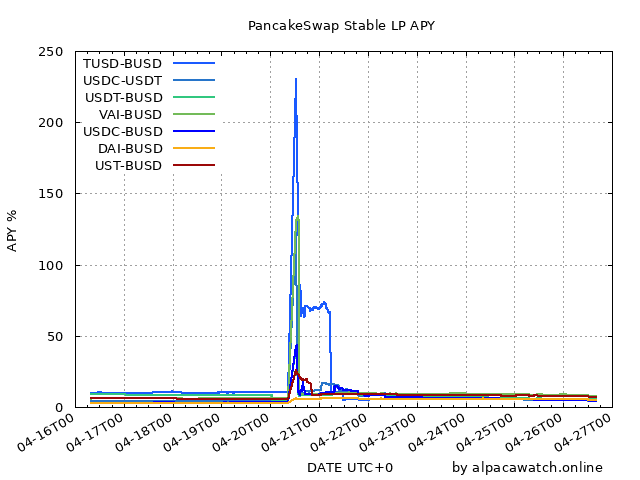 PancakeSwap Stable LP APY
250
200
150
100
50
0
APY %
TUSD-BUSD
USDC-USDT
USDT-BUSD
VAI-BUSD
USDC-BUSD
DAI-BUSD
UST-BUSD
04-16T00
04-17T00
04-18T00
04-19T00
04-20T00
04-21T00
04-22T00
04-23T00
04-24T00
04-25T00
04-26T00
04-27T00
DATE UTC+0
by alpacawatch.online